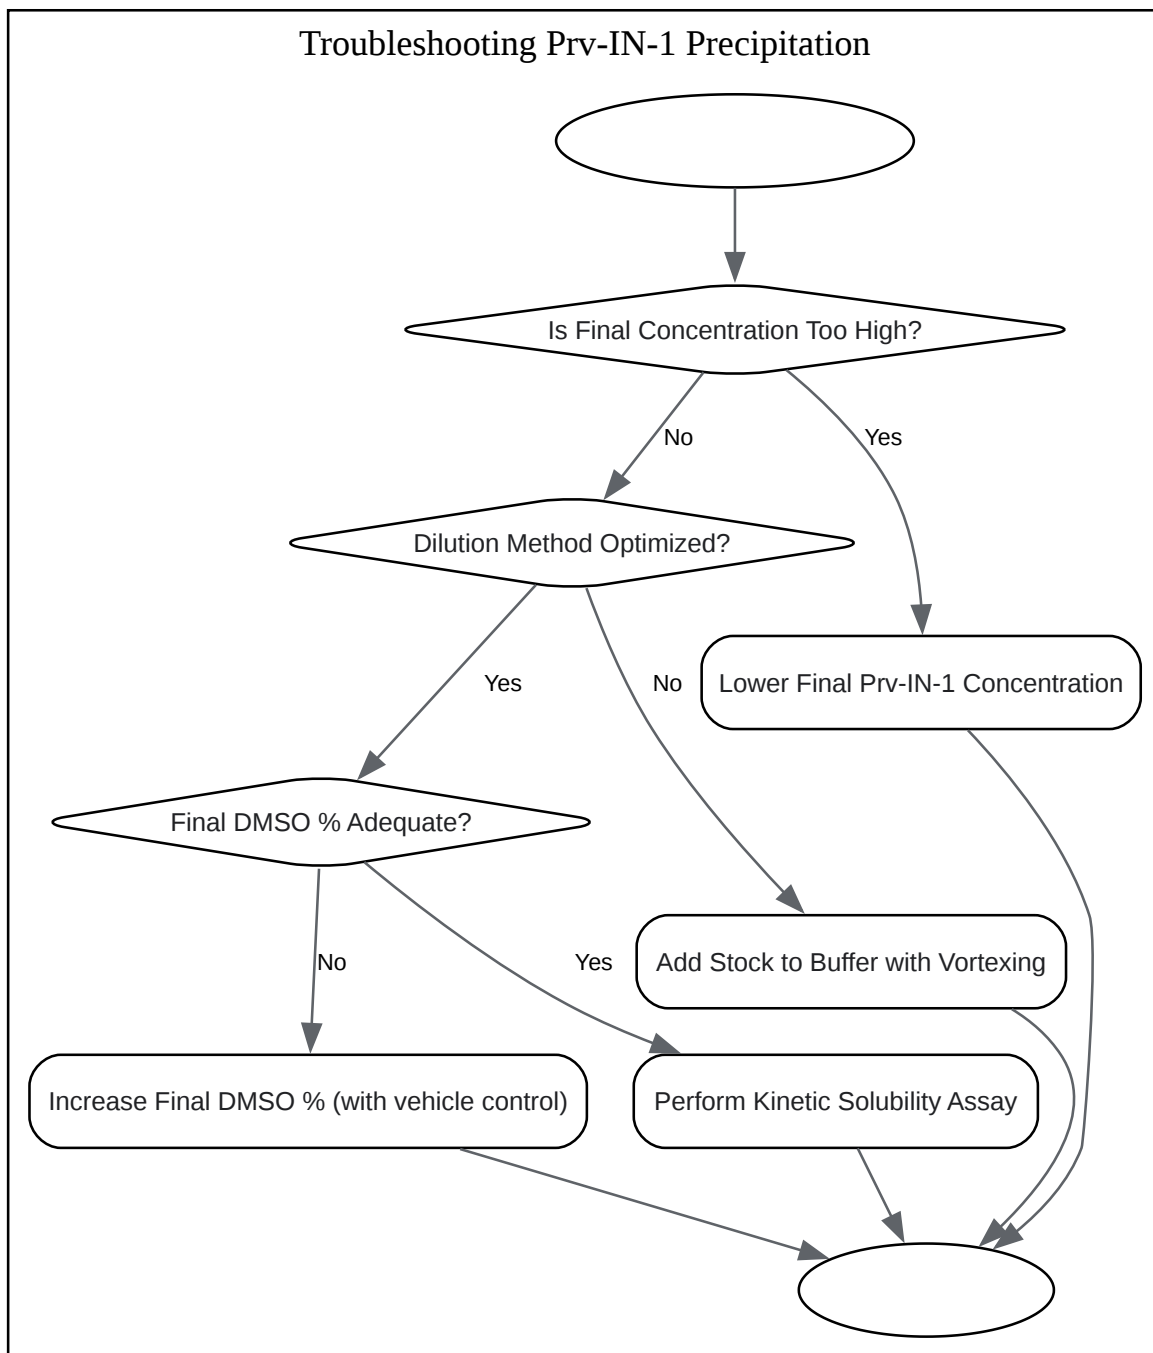 Troubleshooting Prv-IN-1 Precipitation
Is Final Concentration Too High?
No
Yes
Dilution Method Optimized?
Yes
No
Lower Final Prv-IN-1 Concentration
Final DMSO % Adequate?
No
Yes
Add Stock to Buffer with Vortexing
Increase Final DMSO % (with vehicle control)
Perform Kinetic Solubility Assay